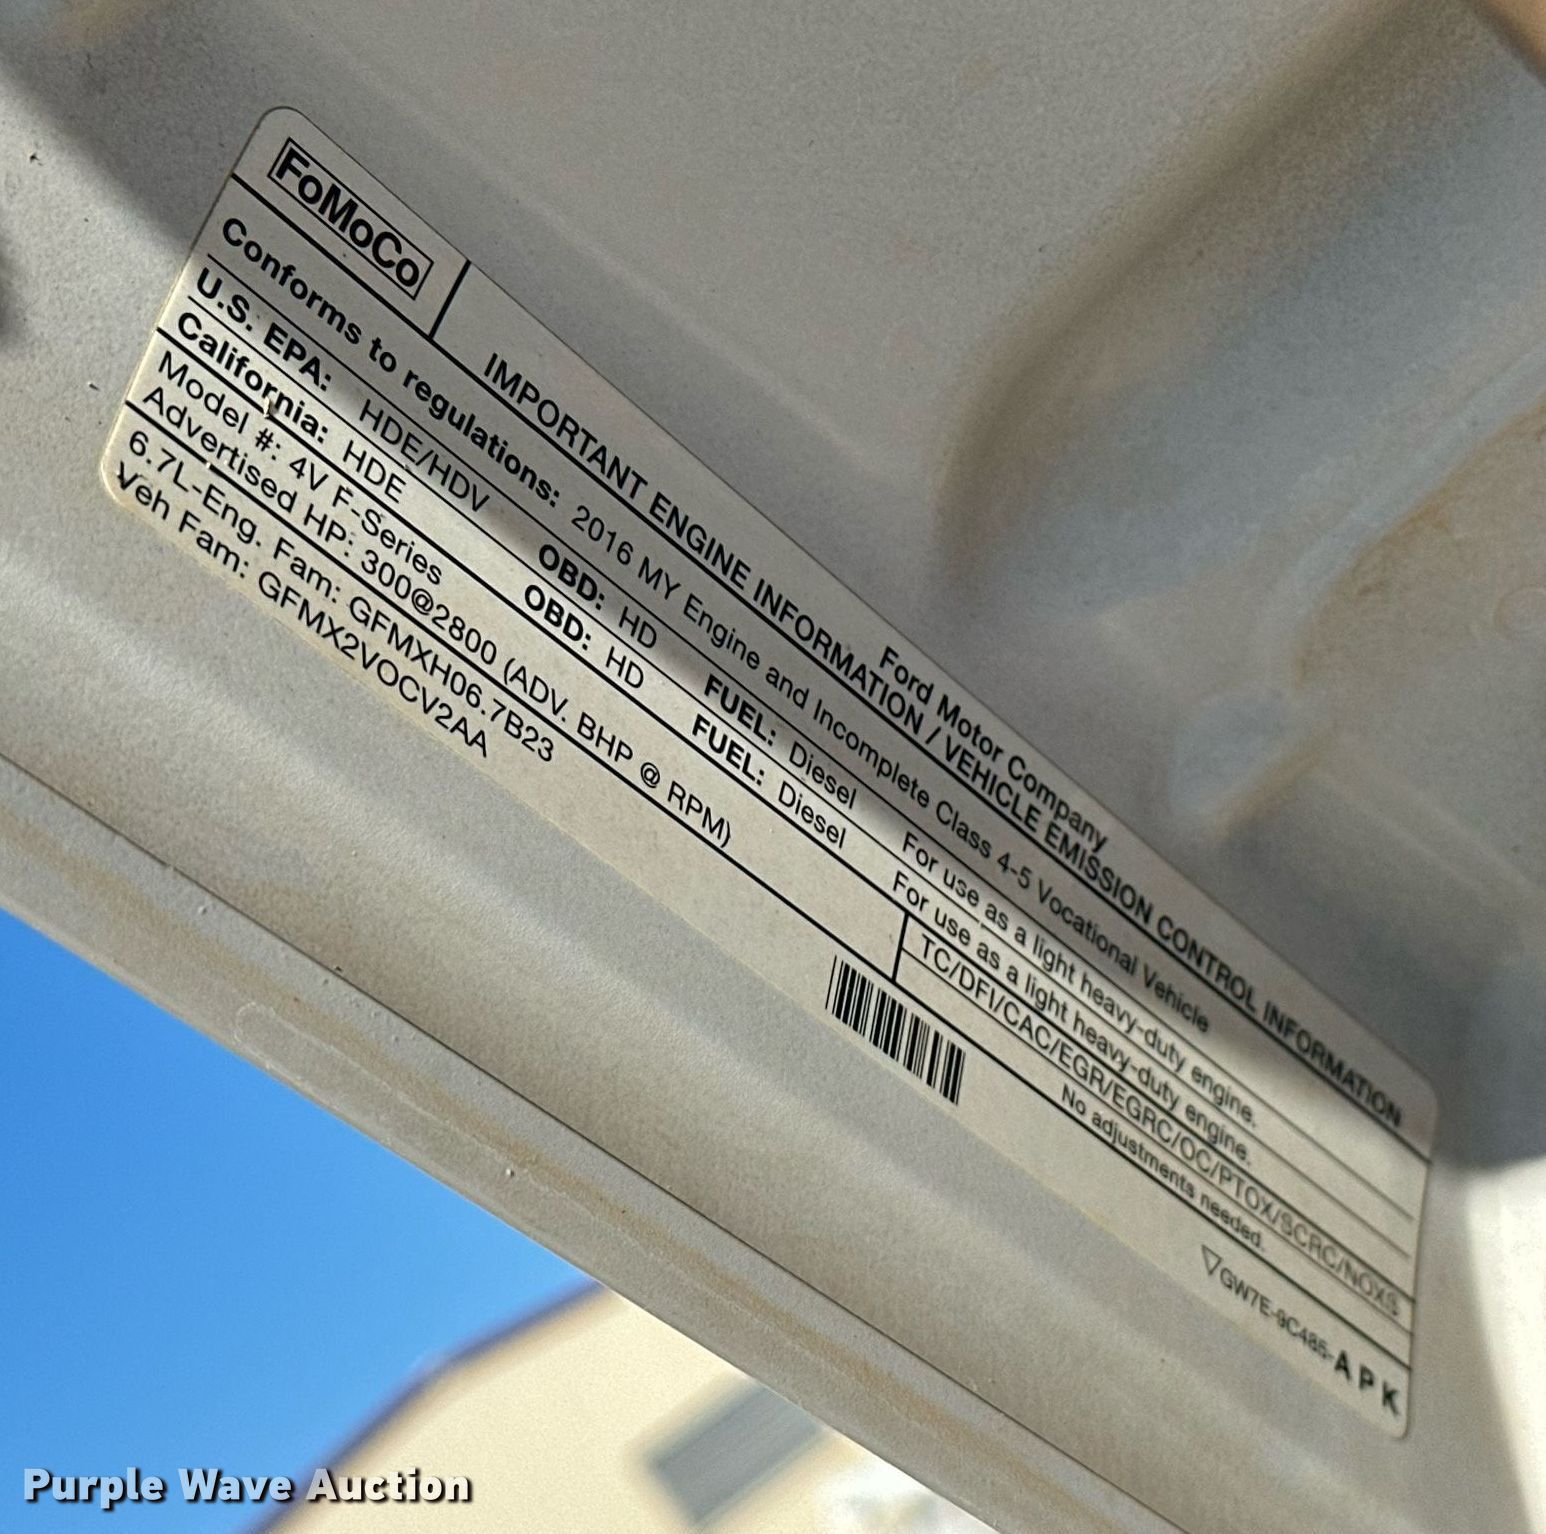 FoMoCo
Ford Motor Company
IMPORTANT ENGINE INFORMATION / VEHICLE EMISSION CONTROL INFORMATION
Conforms to regulations: 2016 MY Engine and Incomplete Class 4-5 Vocational Vehicle
U.S. EPA: HDE/HDV OBD: HD FUEL: Diesel For use as a light heavy-duty engine.
California: HDE OBD: HD FUEL: Diesel For use as a light heavy-duty engine.
Model #: 4V F-Series TC/DFI/CAC/EGR/EGRC/OC/PTOX/SCRC/NOXS
Advertised HP: 300@2800 (ADV. BHP @ RPM) No adjustments needed.
6.7L-Eng. Fam: GFMXH06.7B23
Veh Fam: GFMX2VOCV2AA
GW7E-9C485-A P K
Purple Wave Auction